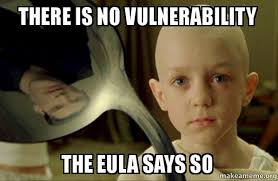 THERE IS NO VULNERABILITY
THE EULA SAYS SO
makeameme.org